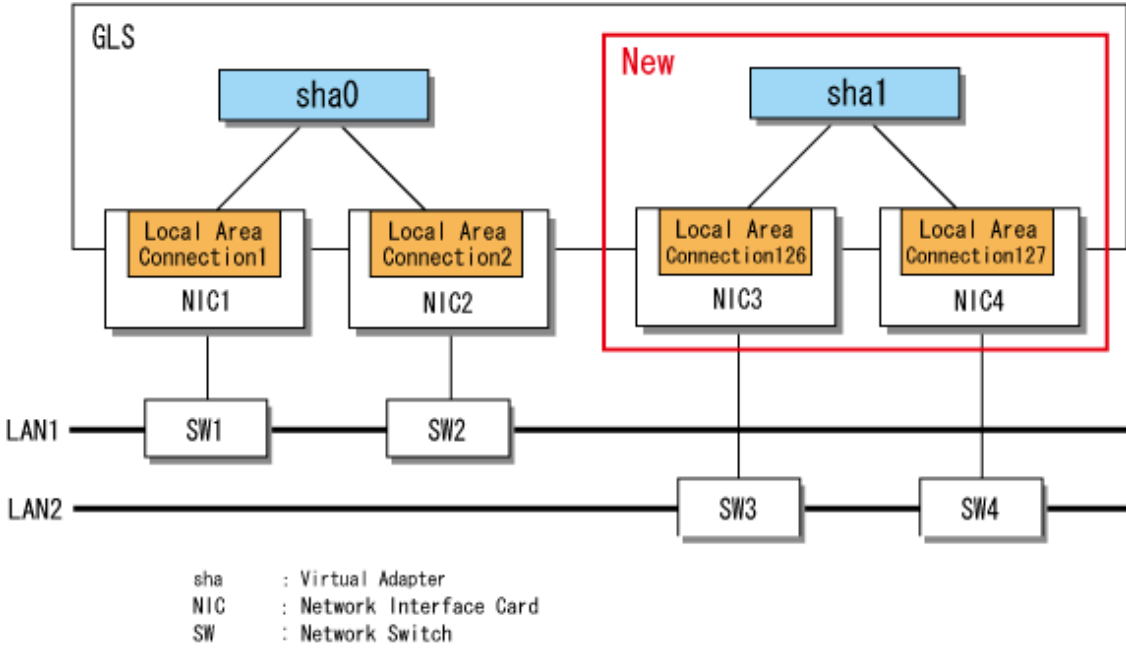 GLS
New
sha0
sha1
Local Area
Connection1
Local Area
Connection2
Local Area
Connection126
Local Area
Connection127
NIC1
NIC2
NIC3
NIC4
LAN1
SW1
SW2
LAN2
SW3
SW4
sha : Virtual Adapter
NIC : Network Interface Card
SW : Network Switch